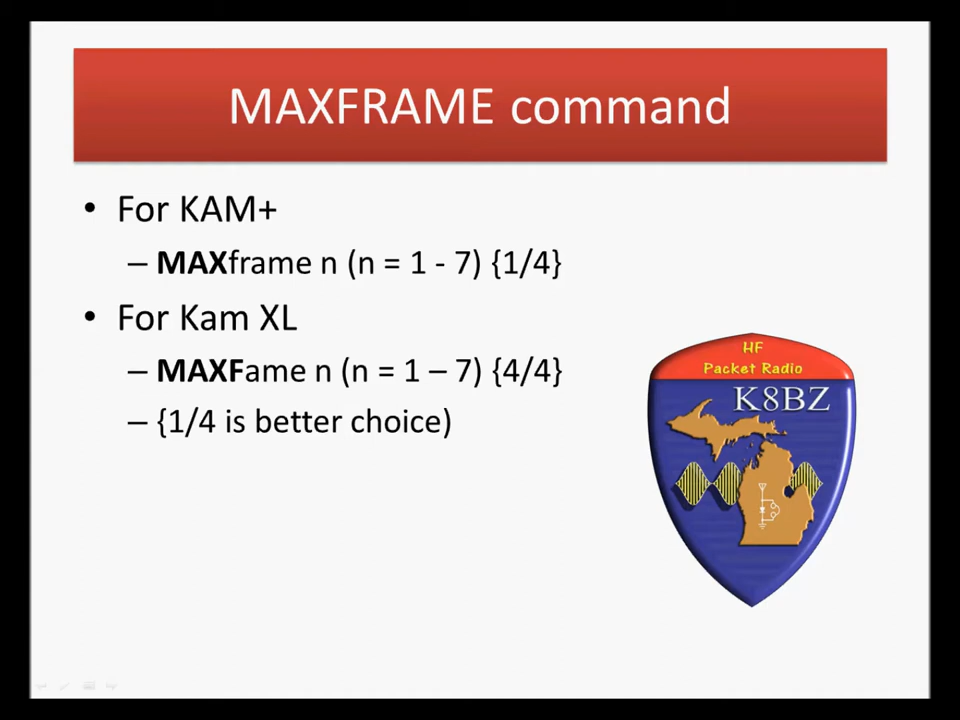 MAXFRAME command
• For KAM+
– MAXframe n (n = 1 - 7) {1/4}
• For Kam XL
– MAXFame n (n = 1 – 7) {4/4}
– {1/4 is better choice)
HF
Packet Radio
K8BZ